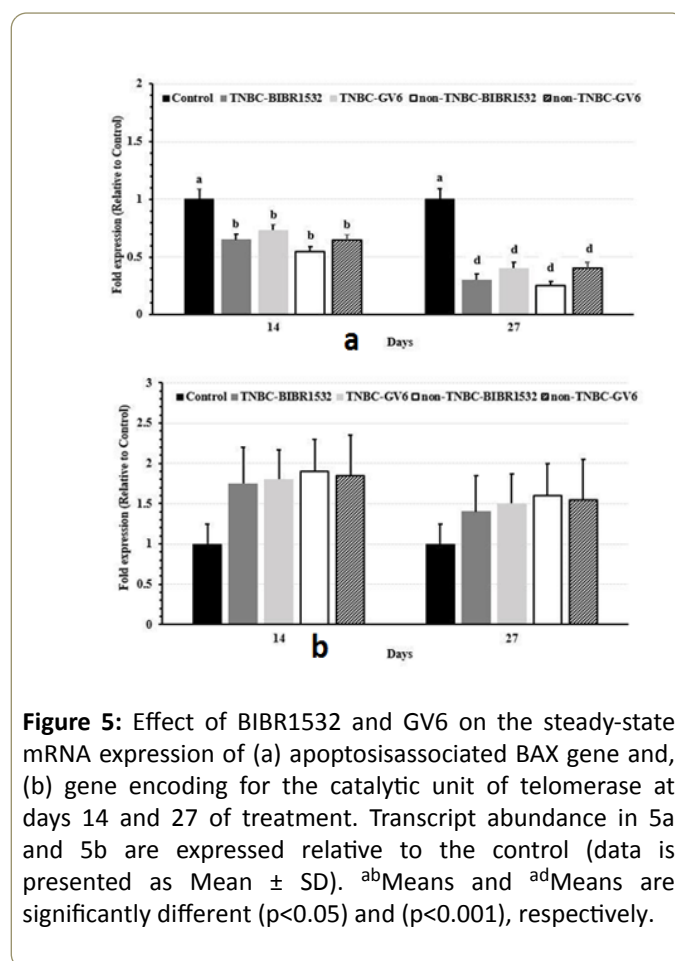 2
■Control ■TNBC-BIBR1532 ■TNBC-GV6 □non-TNBC-BIBR1532 ▨non-TNBC-GV6
1.5
a a
1
b b b b
d d d d
0.5
0
Fold expression (Relative to Control)
14 27
a Days
3
■Control ■TNBC-BIBR1532 ■TNBC-GV6 □non-TNBC-BIBR1532 ▨non-TNBC-GV6
2.5
2
1.5
1
0.5
0
Fold expression (Relative to Control)
14 27
b Days
Figure 5: Effect of BIBR1532 and GV6 on the steady-state
mRNA expression of (a) apoptosisassociated BAX gene and,
(b) gene encoding for the catalytic unit of telomerase at
days 14 and 27 of treatment. Transcript abundance in 5a
and 5b are expressed relative to the control (data is
presented as Mean ± SD). abMeans and adMeans are
significantly different (p<0.05) and (p<0.001), respectively.